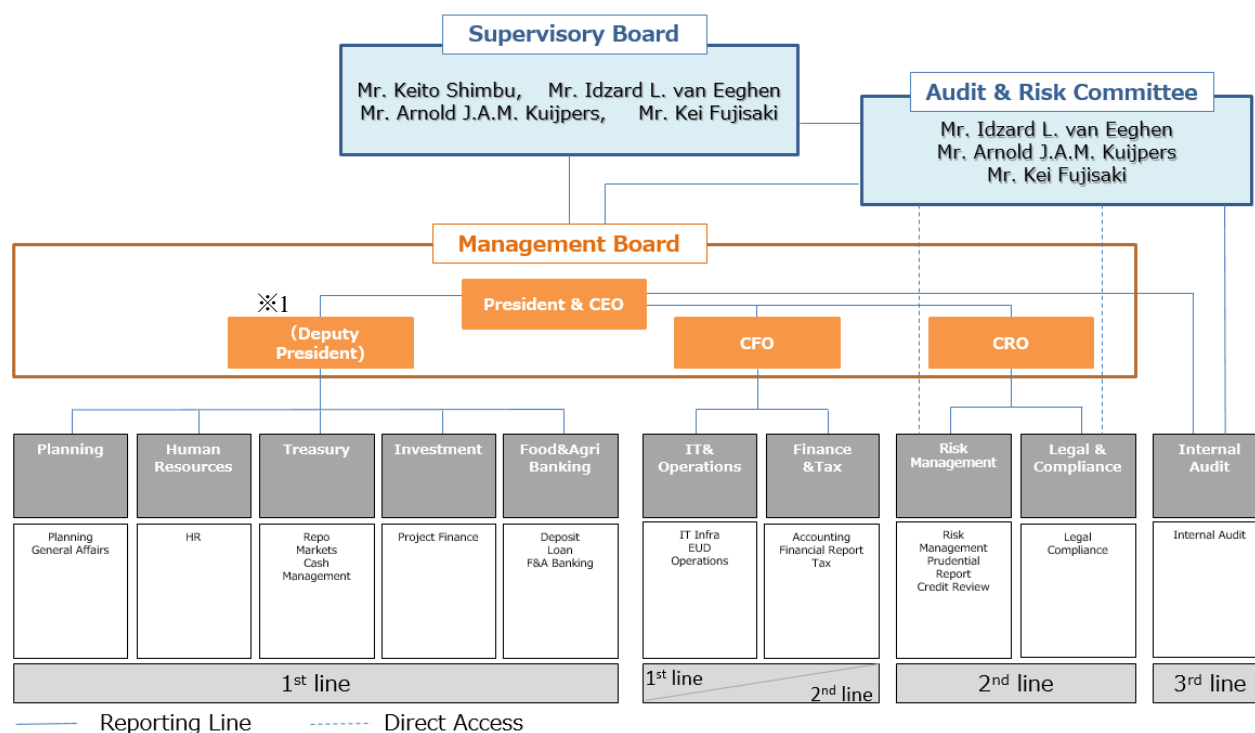 Supervisory Board
Mr. Keito Shimbu, Mr. Idzard L. van Eeghen
Mr. Arnold J.A.M. Kuijpers, Mr. Kei Fujisaki
Audit & Risk Committee
Mr. Idzard L. van Eeghen
Mr. Arnold J.A.M. Kuijpers
Mr. Kei Fujisaki
Management Board
President & CEO
※1
(Deputy
President)
CFO
CRO
Planning
Human
Resources
Treasury
Investment
Food&Agri
Banking
IT&
Operations
Finance
&Tax
Risk
Management
Legal &
Compliance
Internal
Audit
Planning
General Affairs
HR
Repo
Markets
Cash
Management
Project Finance
Deposit
Loan
F&A Banking
IT Infra
EUD
Operations
Accounting
Financial Report
Tax
Risk
Management
Prudential
Report
Credit Review
Legal
Compliance
Internal Audit
1st line
1st line
2nd line
2nd line
3rd line
Reporting Line
Direct Access